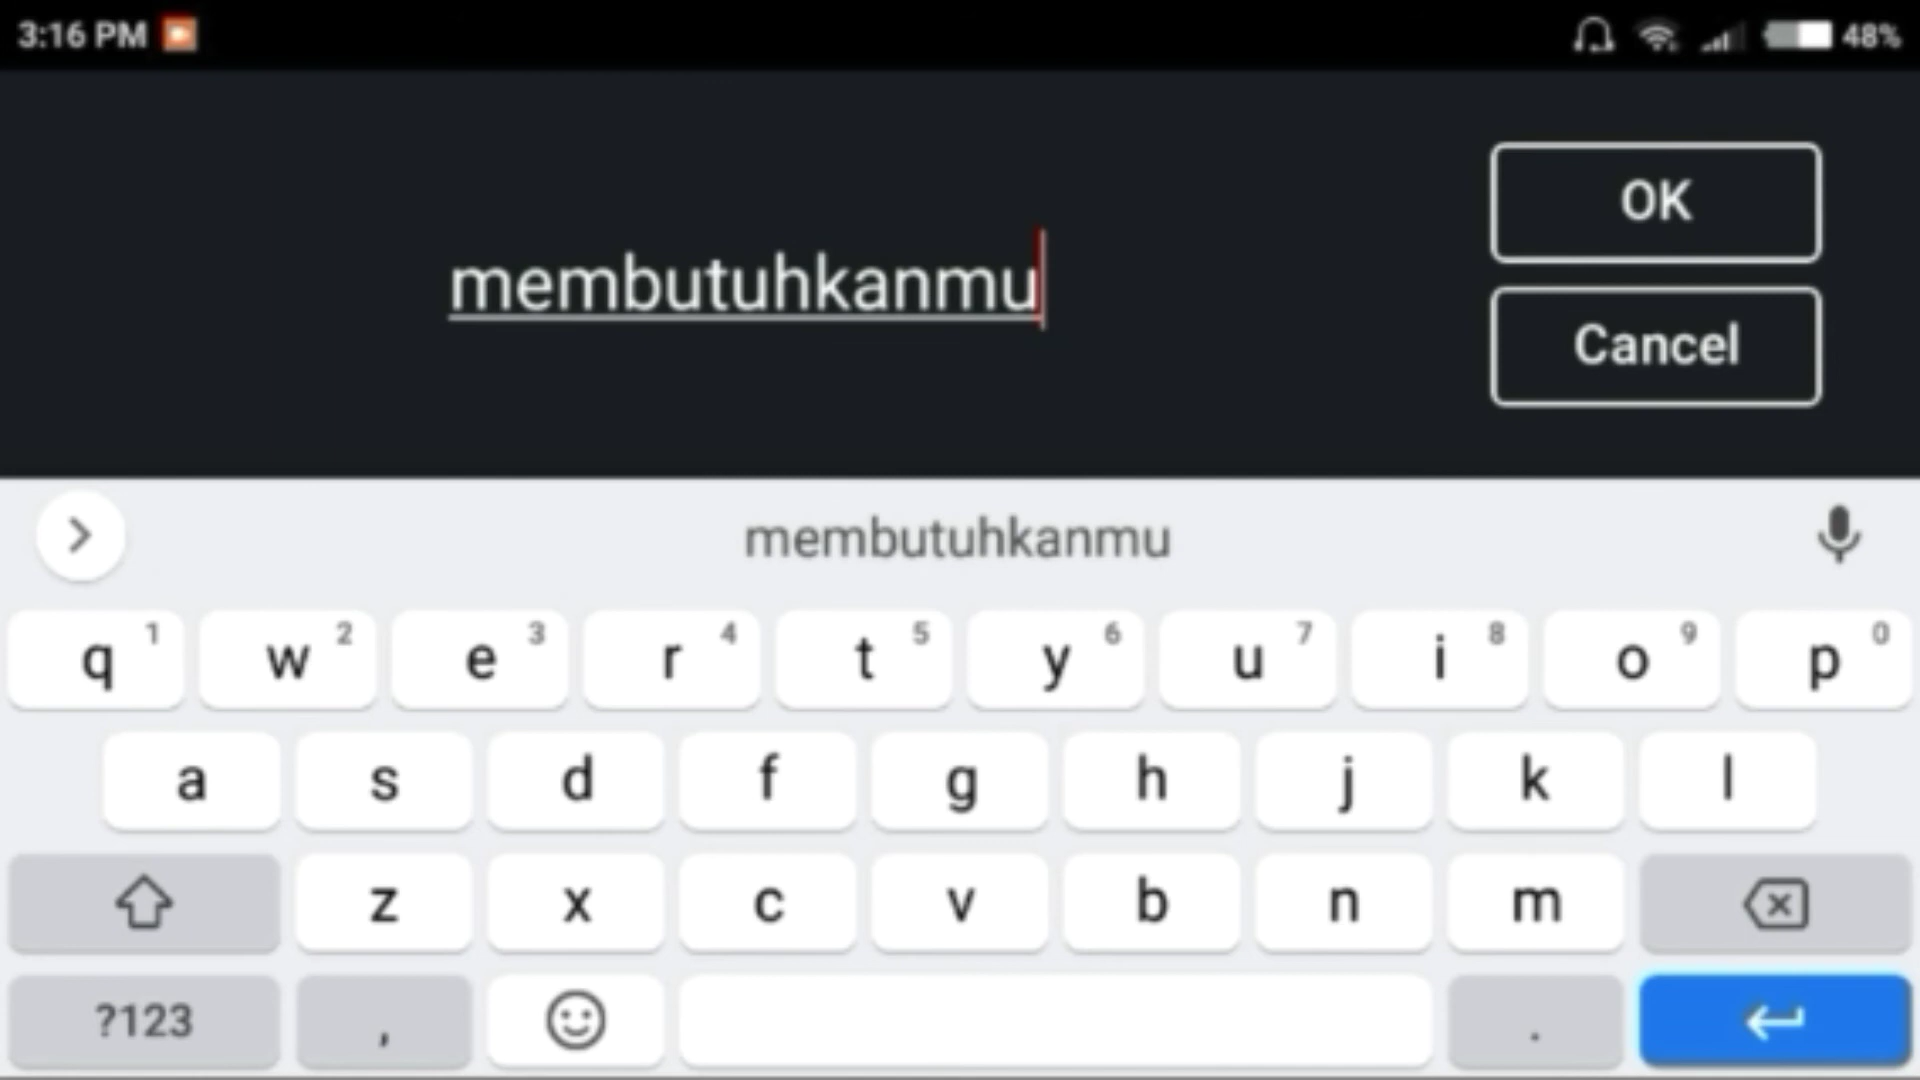 3:16 PM 48%
OK
membutuhkanmu
Cancel
membutuhkanmu
q 1 w 2 e 3 r 4 t 5 y 6 u 7 i 8 o 9 p 0
a s d f g h j k l
z x c v b n m
?123 , .